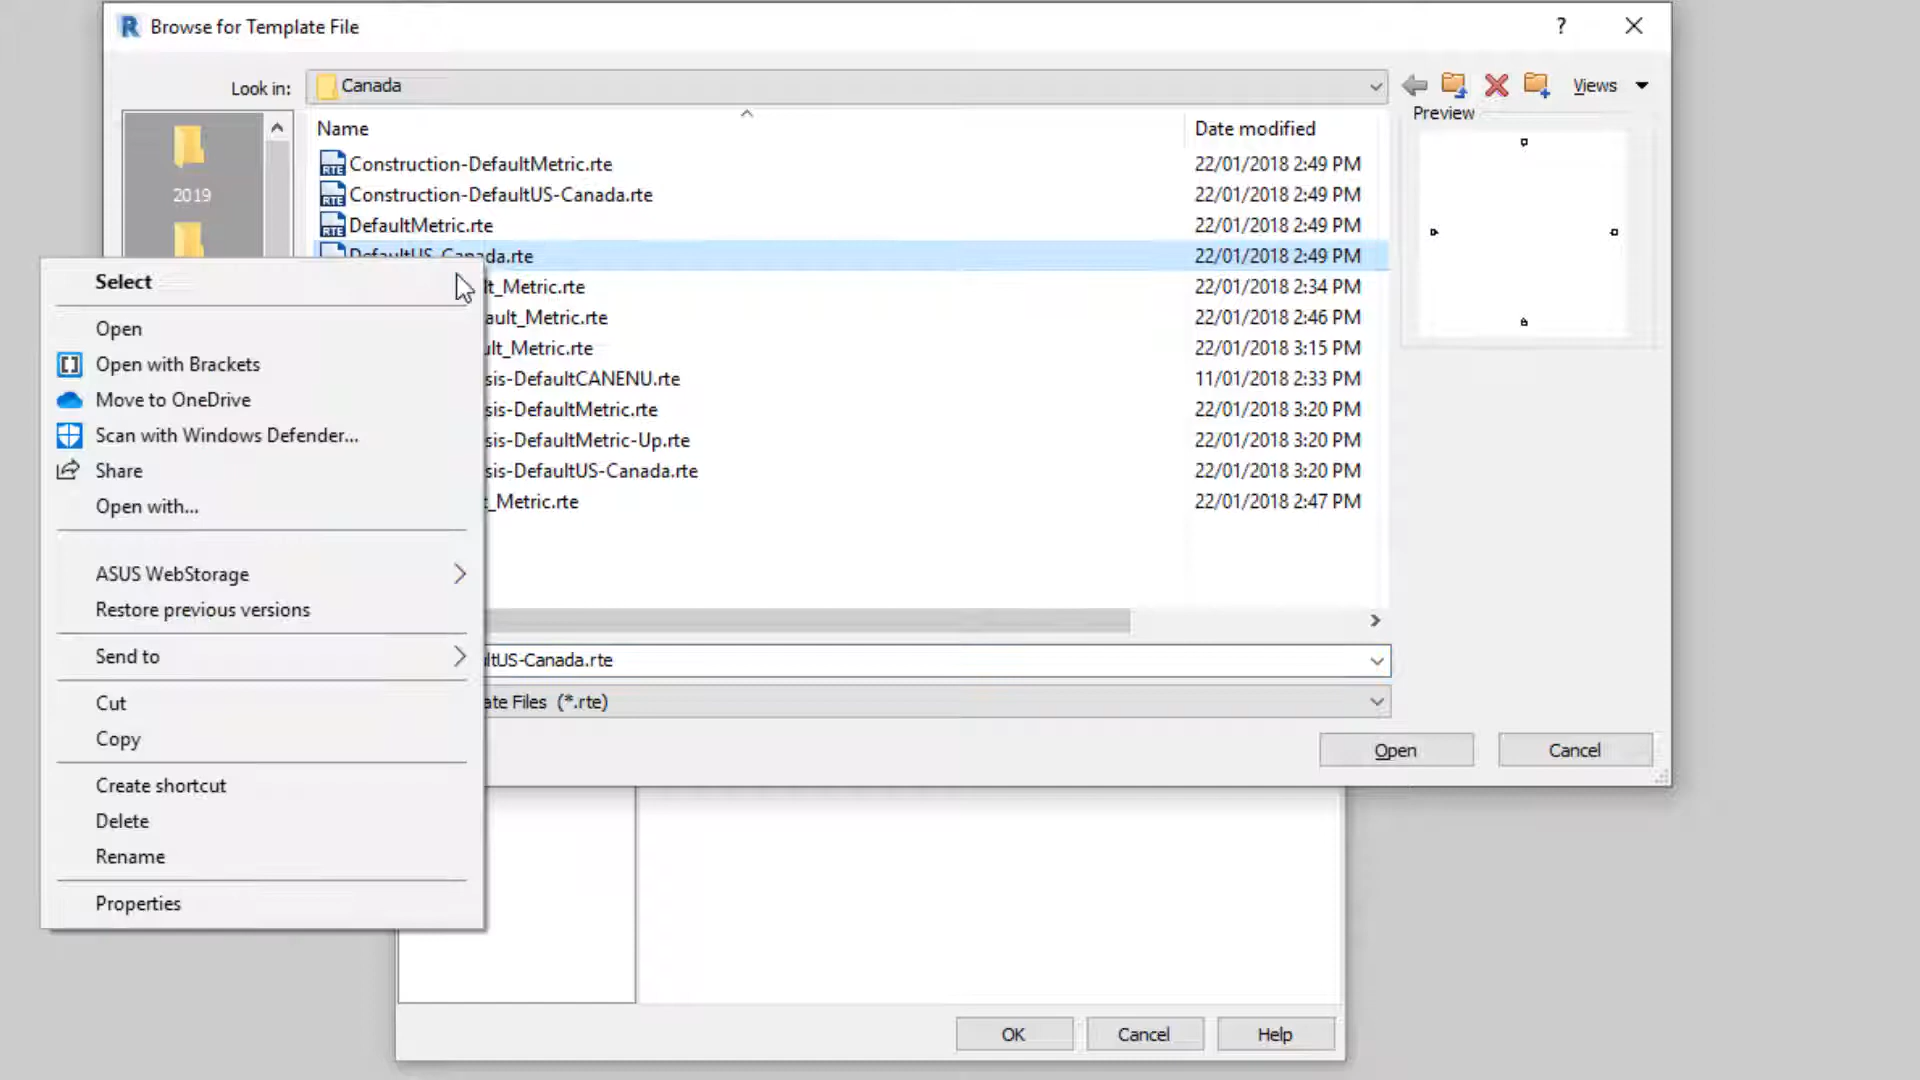 Browse for Template File
?
Look in:
Canada
Views
Preview
2019
Name
Date modified
Construction-DefaultMetric.rte
22/01/2018 2:49 PM
Construction-DefaultUS-Canada.rte
22/01/2018 2:49 PM
DefaultMetric.rte
22/01/2018 2:49 PM
DefaultUS-Canada.rte
22/01/2018 2:49 PM
lt_Metric.rte
22/01/2018 2:34 PM
ault_Metric.rte
22/01/2018 2:46 PM
ult_Metric.rte
22/01/2018 3:15 PM
sis-DefaultCANENU.rte
11/01/2018 2:33 PM
sis-DefaultMetric.rte
22/01/2018 3:20 PM
sis-DefaultMetric-Up.rte
22/01/2018 3:20 PM
sis-DefaultUS-Canada.rte
22/01/2018 3:20 PM
t_Metric.rte
22/01/2018 2:47 PM
ltUS-Canada.rte
ate Files (*.rte)
Open
Cancel
Select
Open
Open with Brackets
Move to OneDrive
Scan with Windows Defender...
Share
Open with...
ASUS WebStorage
Restore previous versions
Send to
Cut
Copy
Create shortcut
Delete
Rename
Properties
OK
Cancel
Help